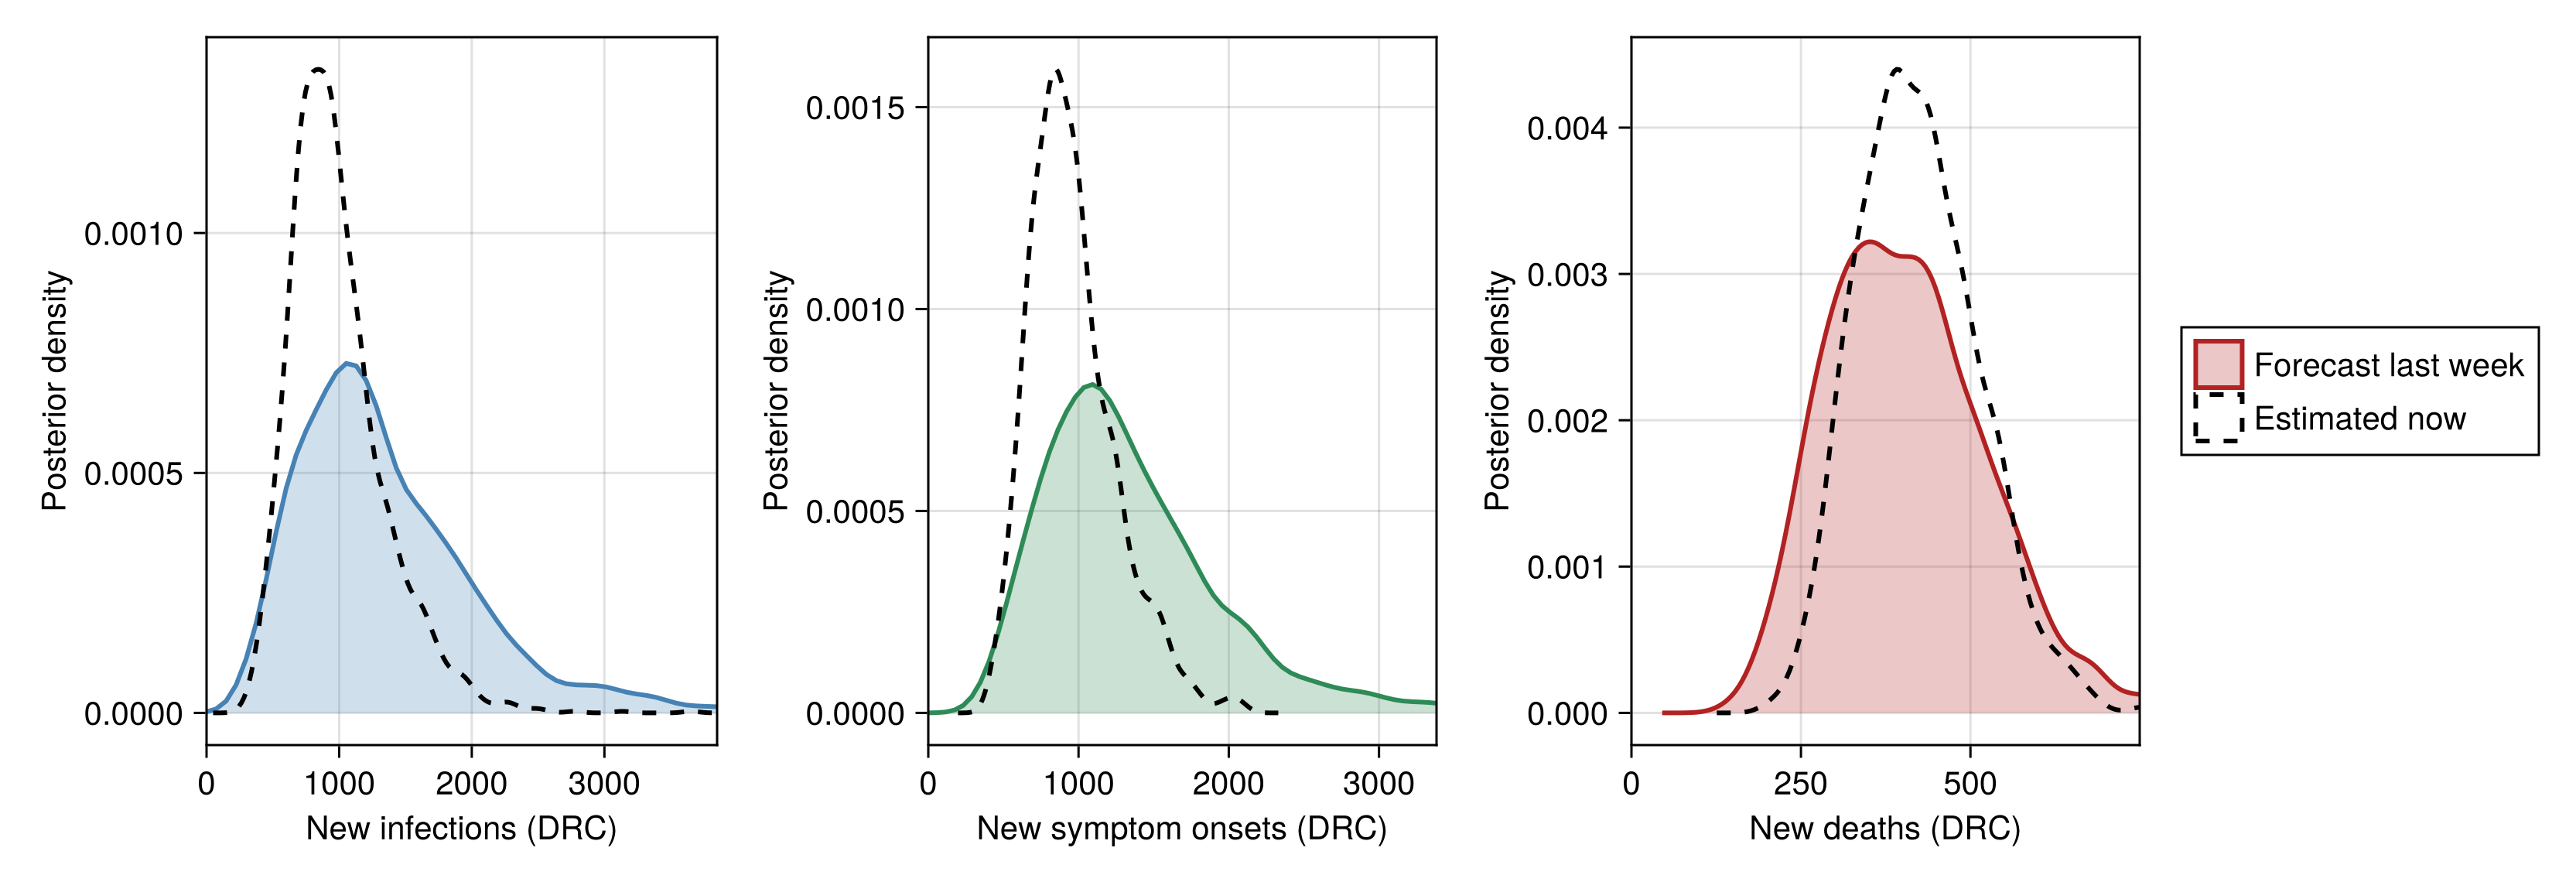 Posterior density
0.0010
0.0005
0.0000
0 1000 2000 3000
New infections (DRC)
Posterior density
0.0015
0.0010
0.0005
0.0000
0 1000 2000 3000
New symptom onsets (DRC)
Posterior density
0.004
0.003
0.002
0.001
0.000
0 250 500
New deaths (DRC)
Forecast last week
Estimated now